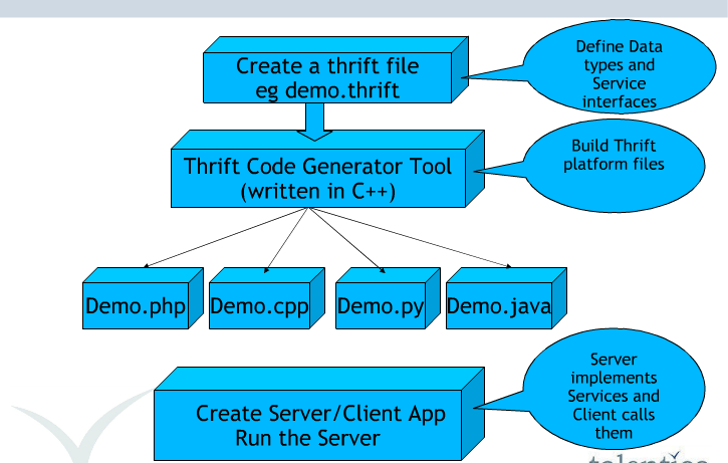 Create a thrift file
eg demo.thrift
Define Data
types and
Service
interfaces
Thrift Code Generator Tool
(written in C++)
Build Thrift
platform files
Demo.php
Demo.cpp
Demo.py
Demo.java
Create Server/Client App
Run the Server
Server
implements
Services and
Client calls
them